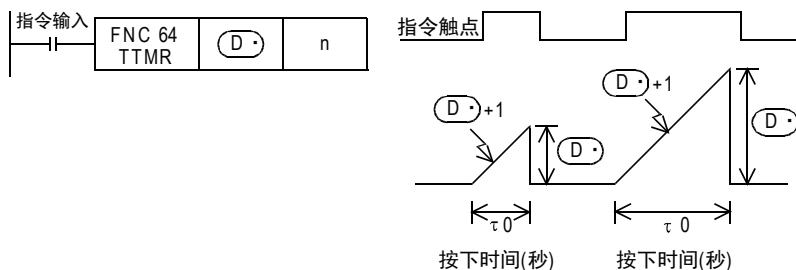 指令输入
FNC 64
TTMR
D·
n
指令触点
D· +1
D·
D· +1
D·
τ0
τ0
按下时间(秒)
按下时间(秒)